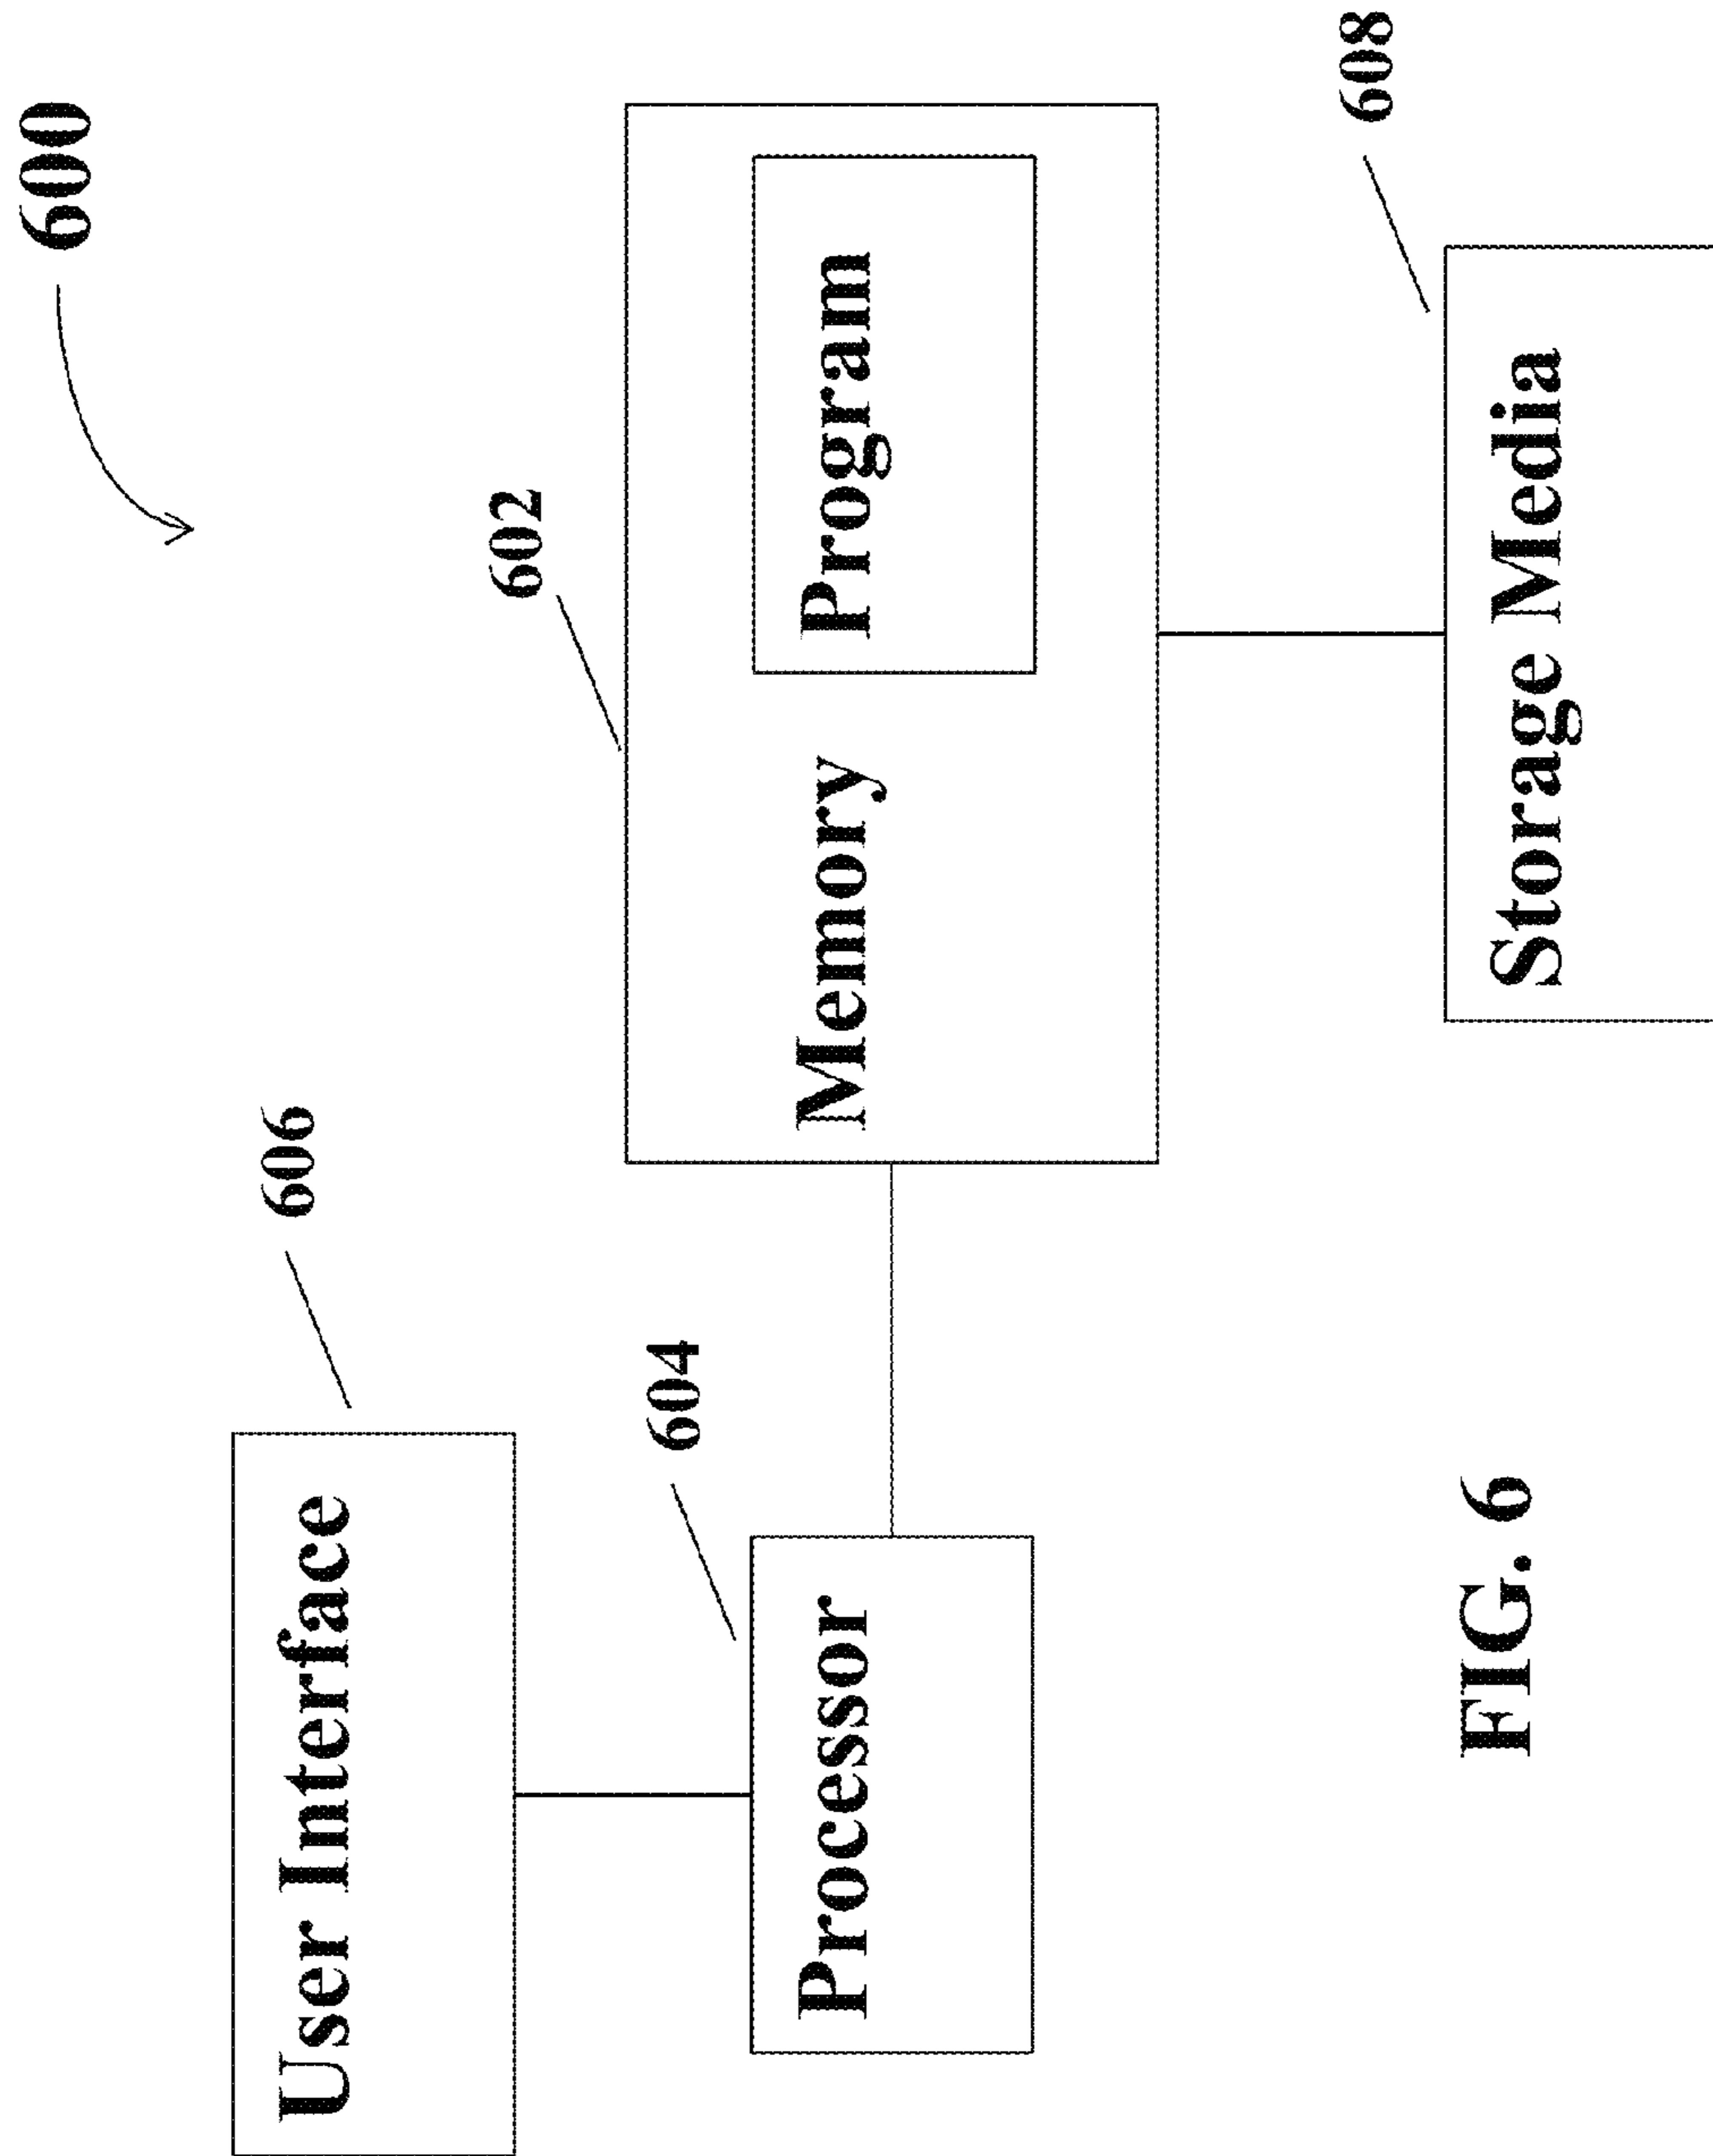 600
User Interface
606
602
604
Processor
Memory
Program
608
FIG. 6
Storage Media